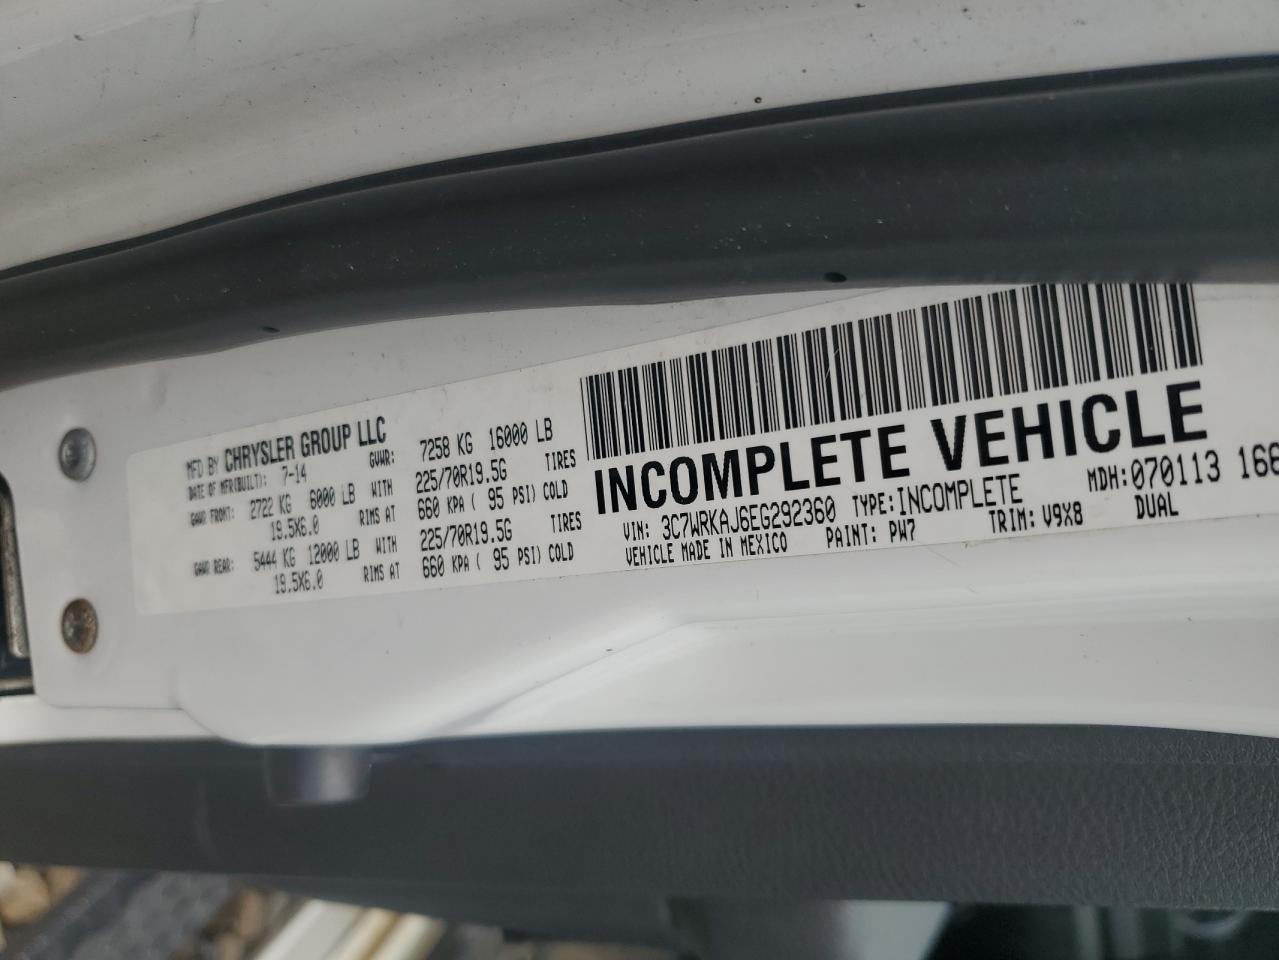 MFD BY CHRYSLER GROUP LLC
DATE OF MFR(BUILT): 7-14 GVWR: 7258 KG 16000 LB
GAWR FRONT: 2722 KG 6000 LB WITH 225/70R19.5G TIRES
19.5X6.0 RIMS AT 660 KPA ( 95 PSI) COLD
GAWR REAR: 5444 KG 12000 LB WITH 225/70R19.5G TIRES
19.5X6.0 RIMS AT 660 KPA ( 95 PSI) COLD
INCOMPLETE VEHICLE
VIN: 3C7WRKAJ6EG292360 TYPE:INCOMPLETE MDH:070113 166
VEHICLE MADE IN MEXICO PAINT: PW7 TRIM: V9X8 DUAL